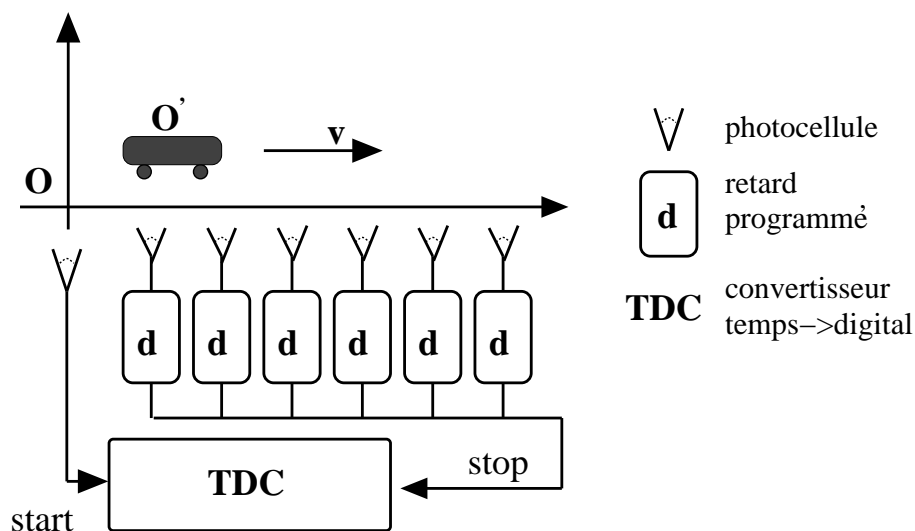 O’
v
O
d d d d d d
TDC
stop
start
photocellule
d
retard
programmé
TDC
convertisseur
temps−>digital